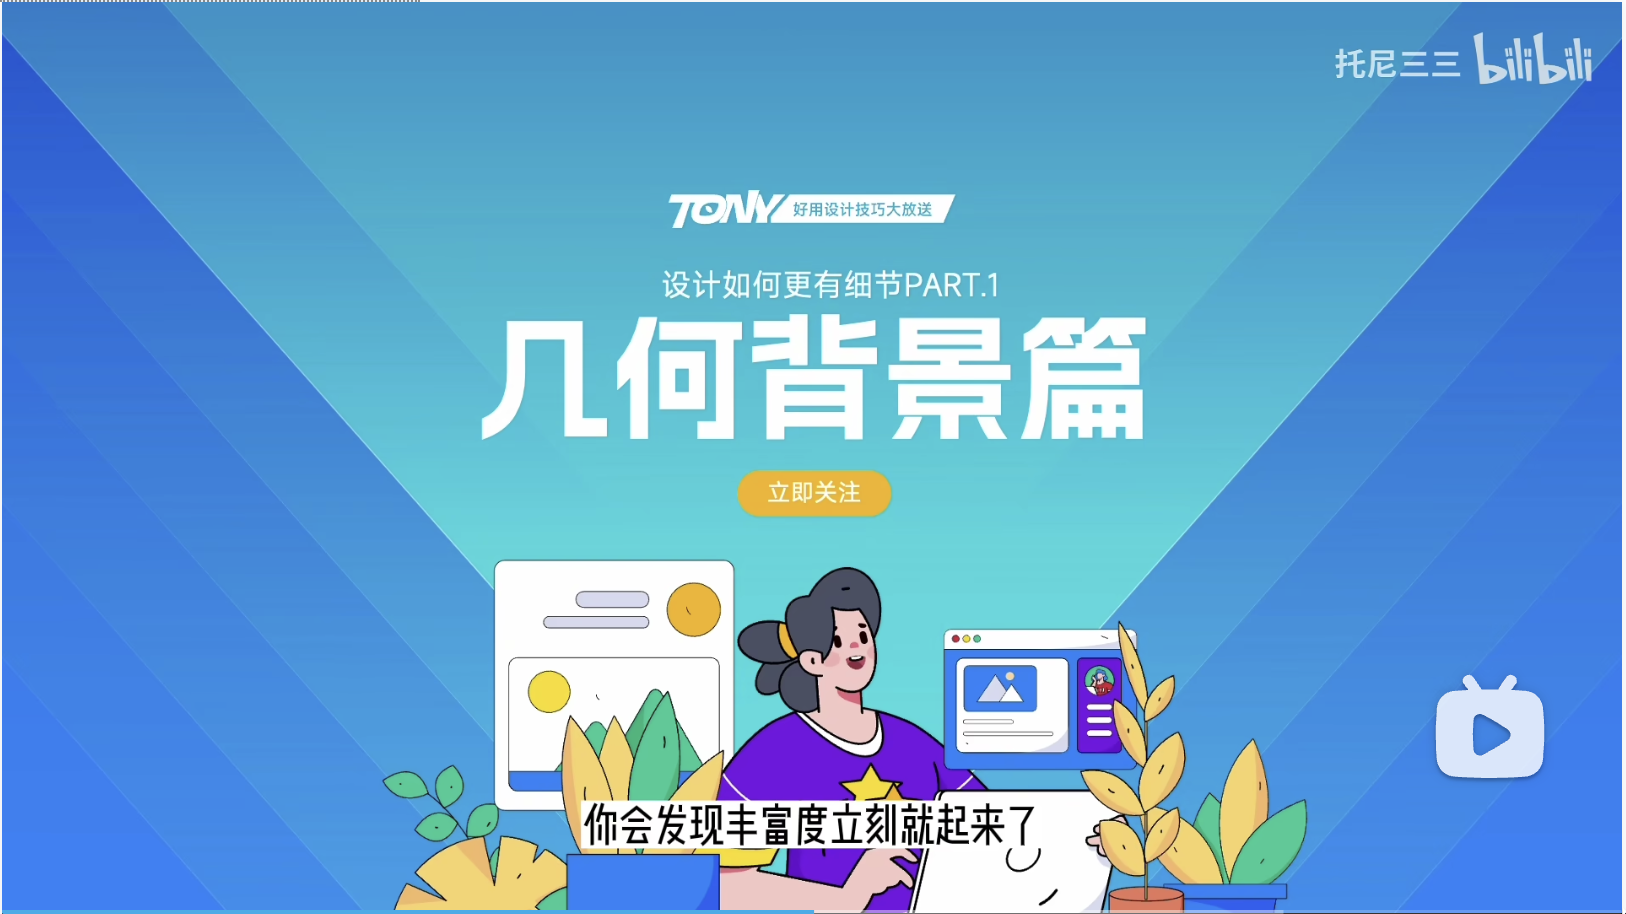 托尼三三 bilibili
TONY 好用设计技巧大放送
设计如何更有细节PART.1
几何背景篇
立即关注
你会发现丰富度立刻就起来了